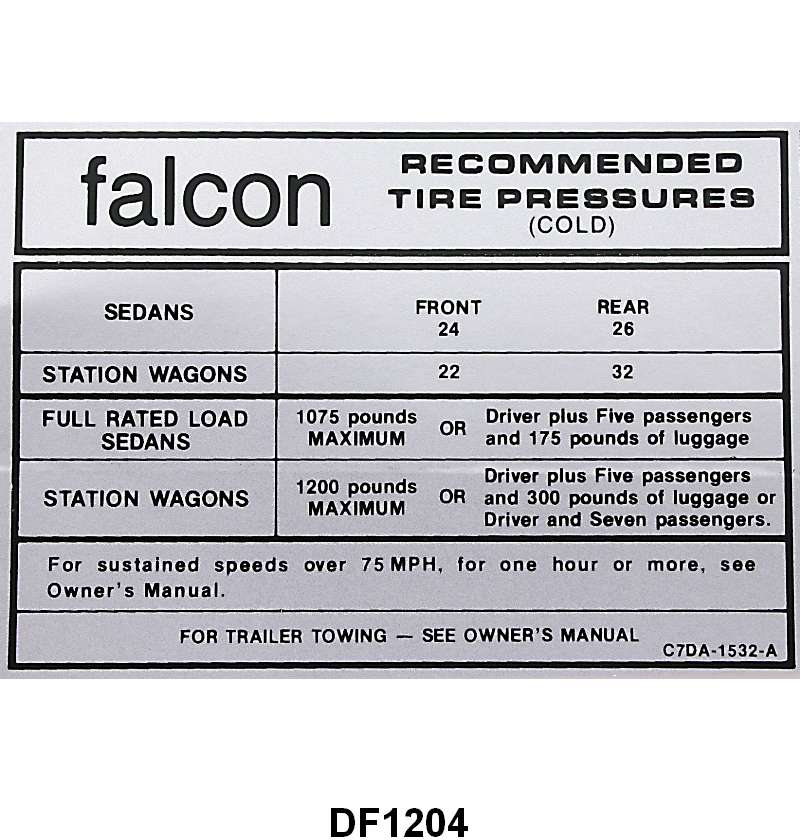 falcon
RECOMMENDED
TIRE PRESSURES
(COLD)
SEDANS
FRONT REAR
24 26
STATION WAGONS 22 32
FULL RATED LOAD
SEDANS
1075 pounds
MAXIMUM
OR
Driver plus Five passengers
and 175 pounds of luggage
STATION WAGONS
1200 pounds
MAXIMUM
OR
Driver plus Five passengers
and 300 pounds of luggage or
Driver and Seven passengers.
For sustained speeds over 75 MPH, for one hour or more, see
Owner's Manual.
FOR TRAILER TOWING — SEE OWNER'S MANUAL
C7DA-1532-A
DF1204